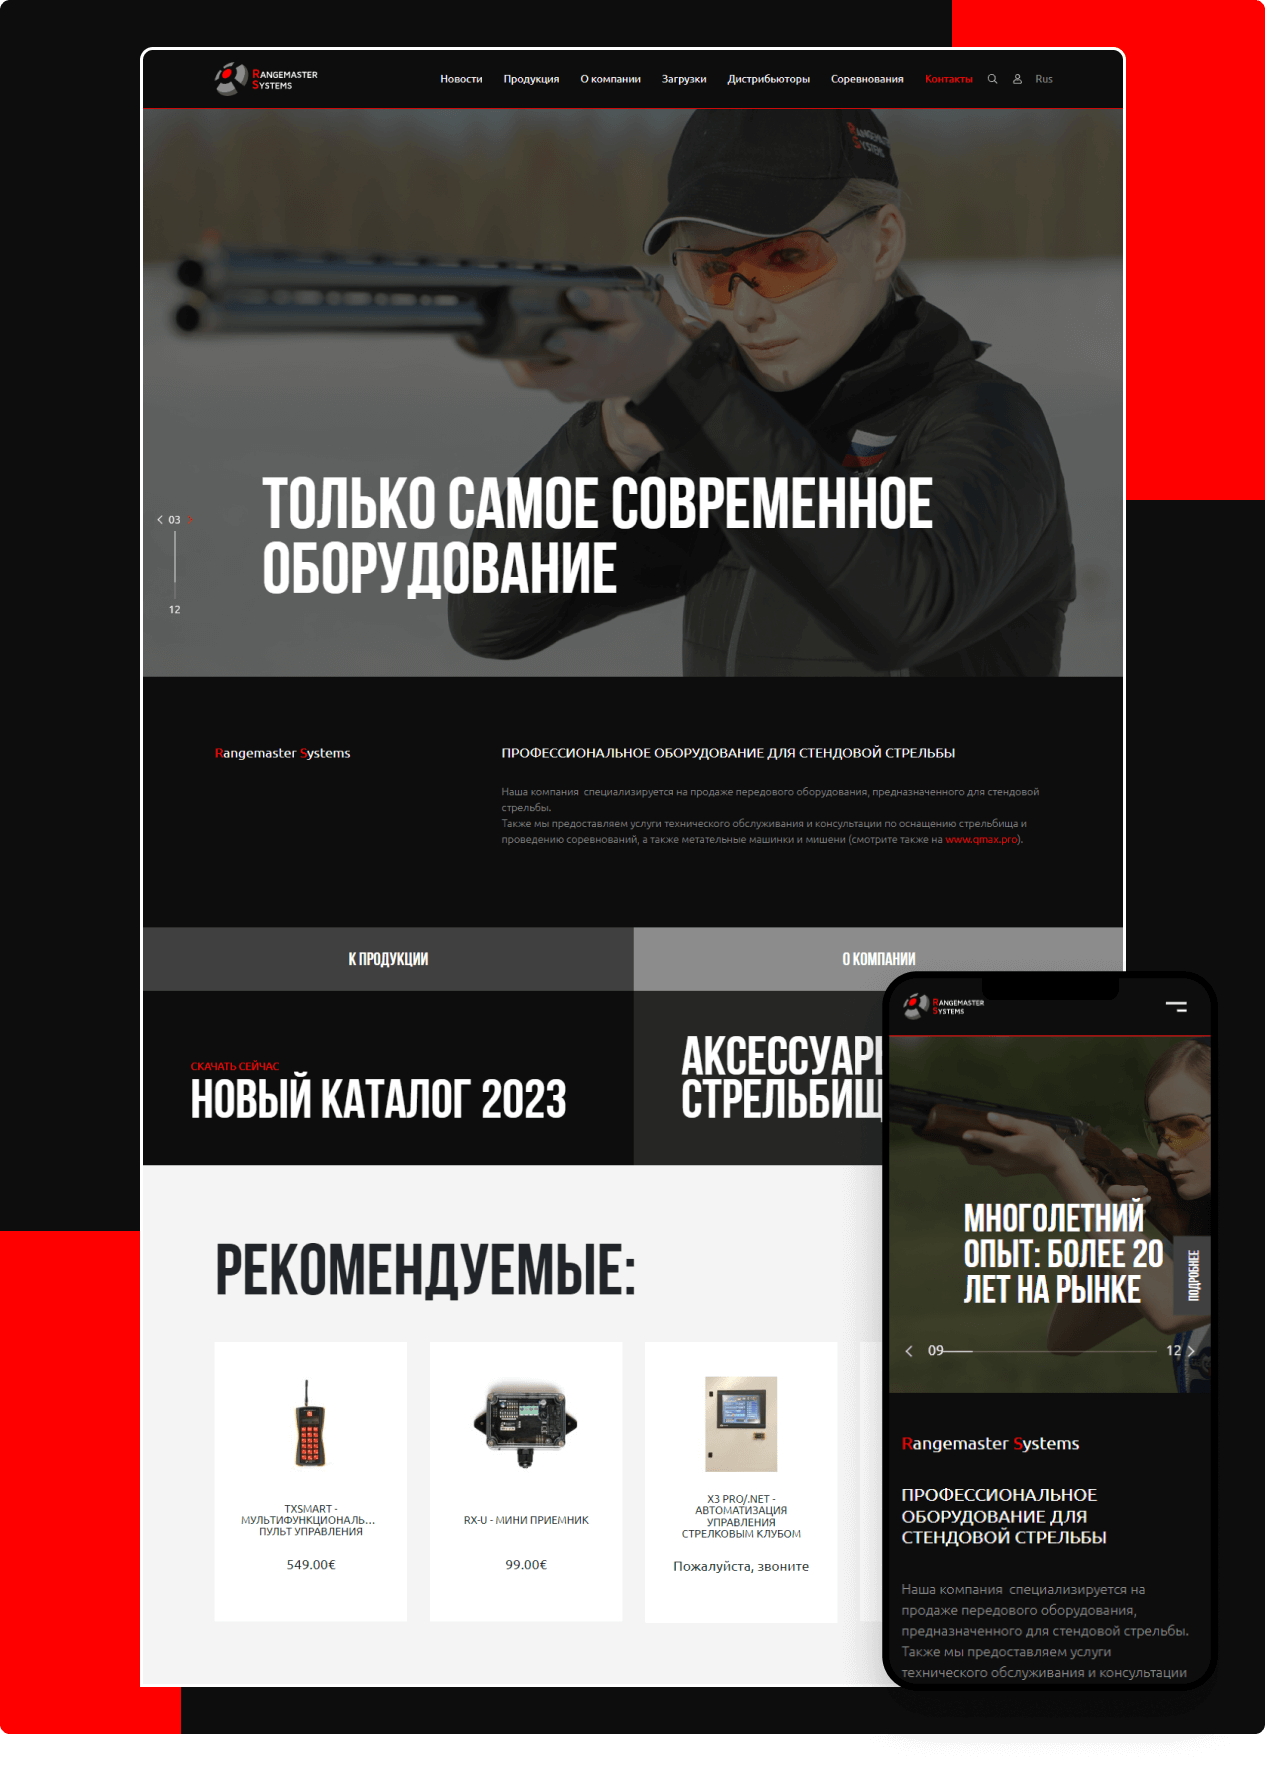 RANGEMASTER
SYSTEMS
Новости Продукция О компании Загрузки Дистрибьюторы Соревнования Контакты Rus
RANGEMASTER
SYSTEMS
ТОЛЬКО САМОЕ СОВРЕМЕННОЕ
ОБОРУДОВАНИЕ
03
12
Rangemaster Systems
ПРОФЕССИОНАЛЬНОЕ ОБОРУДОВАНИЕ ДЛЯ СТЕНДОВОЙ СТРЕЛЬБЫ
Наша компания специализируется на продаже передового оборудования, предназначенного для стендовой
стрельбы.
Также мы предоставляем услуги технического обслуживания и консультации по оснащению стрельбища и
проведению соревнований, а также метательные машинки и мишени (смотрите также на www.qmax.pro).
К ПРОДУКЦИИ
О КОМПАНИИ
СКАЧАТЬ СЕЙЧАС
НОВЫЙ КАТАЛОГ 2023
АКСЕССУАР
СТРЕЛЬБИЩ
РЕКОМЕНДУЕМЫЕ:
TXSMART -
МУЛЬТИФУНКЦИОНАЛЬ...
ПУЛЬТ УПРАВЛЕНИЯ
549.00€
RX-U - МИНИ ПРИЕМНИК
99.00€
X3 PRO/.NET -
АВТОМАТИЗАЦИЯ
УПРАВЛЕНИЯ
СТРЕЛКОВЫМ КЛУБОМ
Пожалуйста, звоните
RANGEMASTER
SYSTEMS
МНОГОЛЕТНИЙ
ОПЫТ: БОЛЕЕ 20
ЛЕТ НА РЫНКЕ
ПОДРОБНЕЕ
09
12
Rangemaster Systems
ПРОФЕССИОНАЛЬНОЕ
ОБОРУДОВАНИЕ ДЛЯ
СТЕНДОВОЙ СТРЕЛЬБЫ
Наша компания специализируется на
продаже передового оборудования,
предназначенного для стендовой стрельбы.
Также мы предоставляем услуги
технического обслуживания и консультации